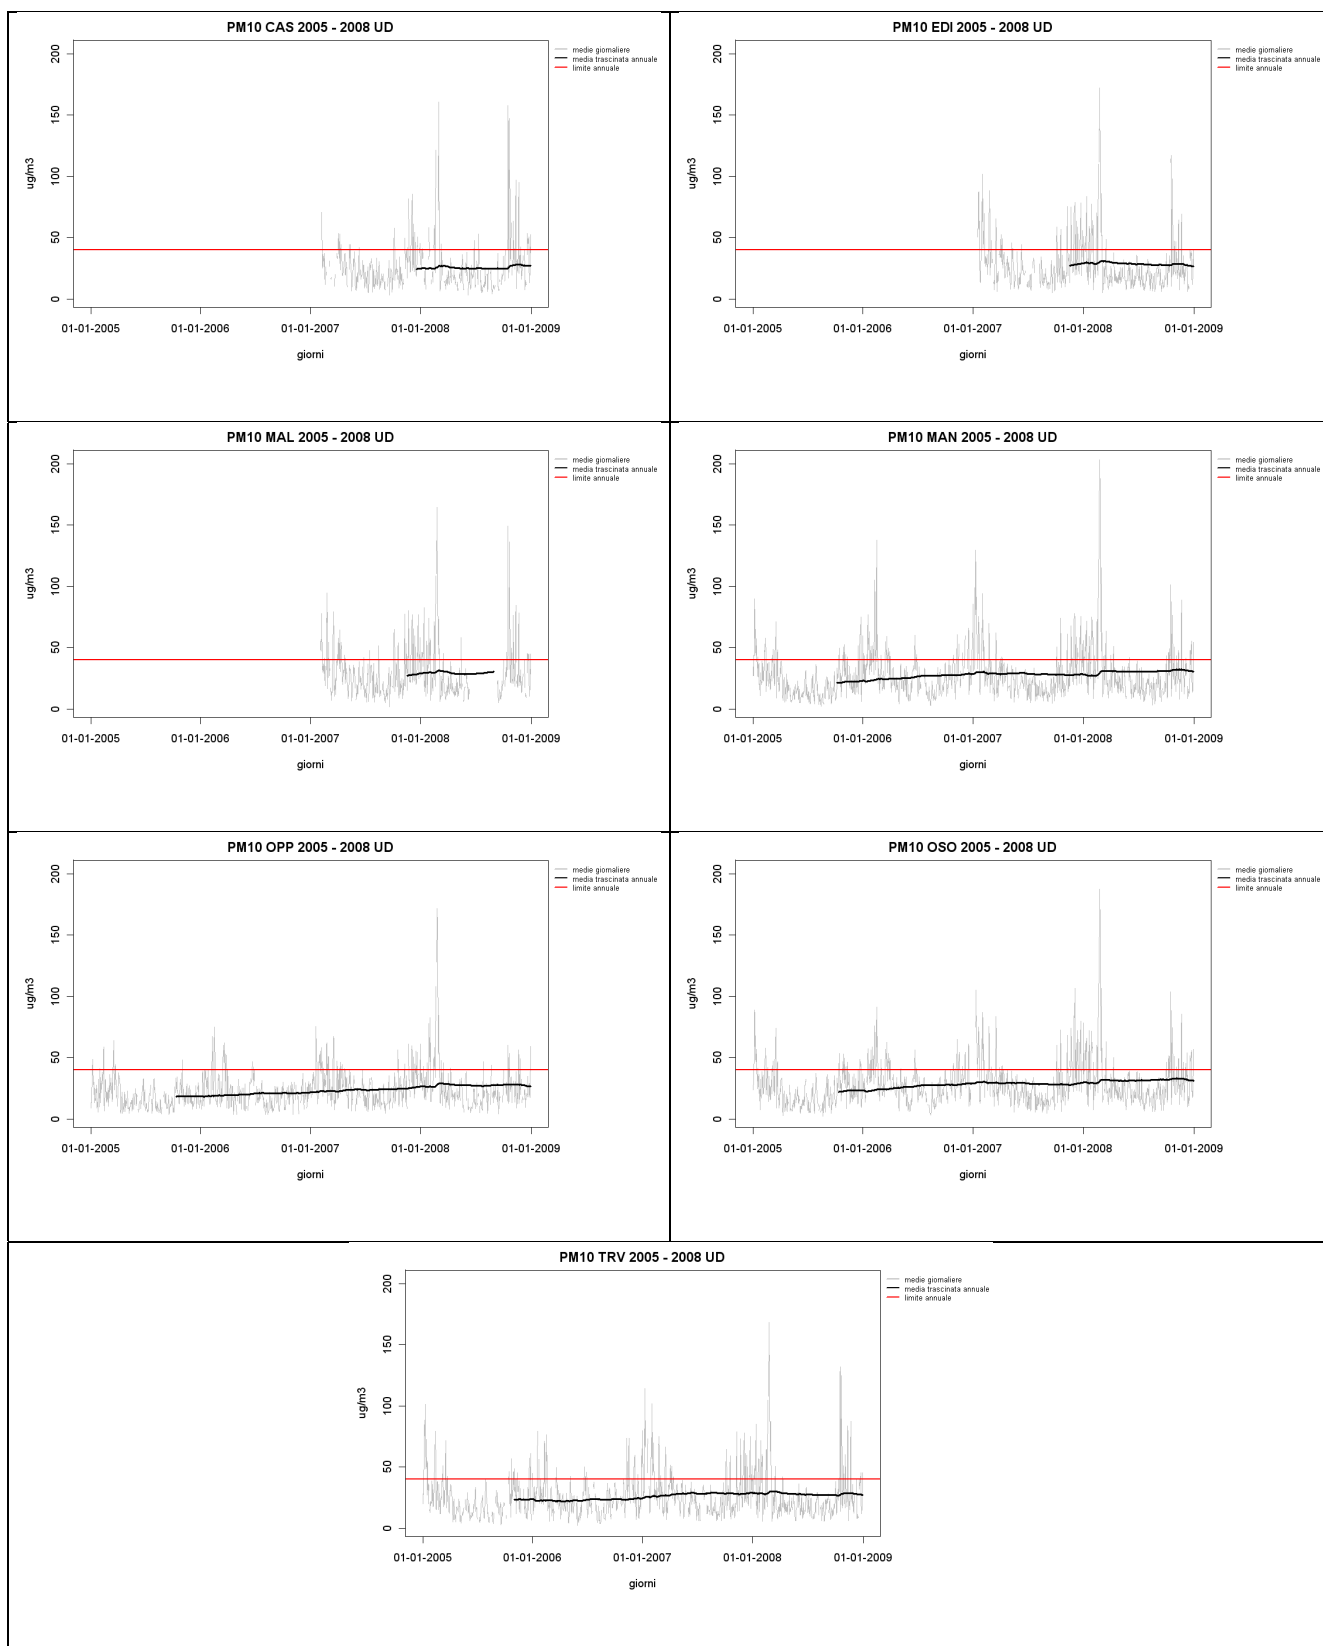 PM10 CAS 2005 - 2008 UD
medie giornaliere
media trascinata annuale
limite annuale
ug/m3
200
150
100
50
0
01-01-2005 01-01-2006 01-01-2007 01-01-2008 01-01-2009
giorni
PM10 EDI 2005 - 2008 UD
medie giornaliere
media trascinata annuale
limite annuale
ug/m3
200
150
100
50
0
01-01-2005 01-01-2006 01-01-2007 01-01-2008 01-01-2009
giorni
PM10 MAL 2005 - 2008 UD
medie giornaliere
media trascinata annuale
limite annuale
ug/m3
200
150
100
50
0
01-01-2005 01-01-2006 01-01-2007 01-01-2008 01-01-2009
giorni
PM10 MAN 2005 - 2008 UD
medie giornaliere
media trascinata annuale
limite annuale
ug/m3
200
150
100
50
0
01-01-2005 01-01-2006 01-01-2007 01-01-2008 01-01-2009
giorni
PM10 OPP 2005 - 2008 UD
medie giornaliere
media trascinata annuale
limite annuale
ug/m3
200
150
100
50
0
01-01-2005 01-01-2006 01-01-2007 01-01-2008 01-01-2009
giorni
PM10 OSO 2005 - 2008 UD
medie giornaliere
media trascinata annuale
limite annuale
ug/m3
200
150
100
50
0
01-01-2005 01-01-2006 01-01-2007 01-01-2008 01-01-2009
giorni
PM10 TRV 2005 - 2008 UD
medie giornaliere
media trascinata annuale
limite annuale
ug/m3
200
150
100
50
0
01-01-2005 01-01-2006 01-01-2007 01-01-2008 01-01-2009
giorni